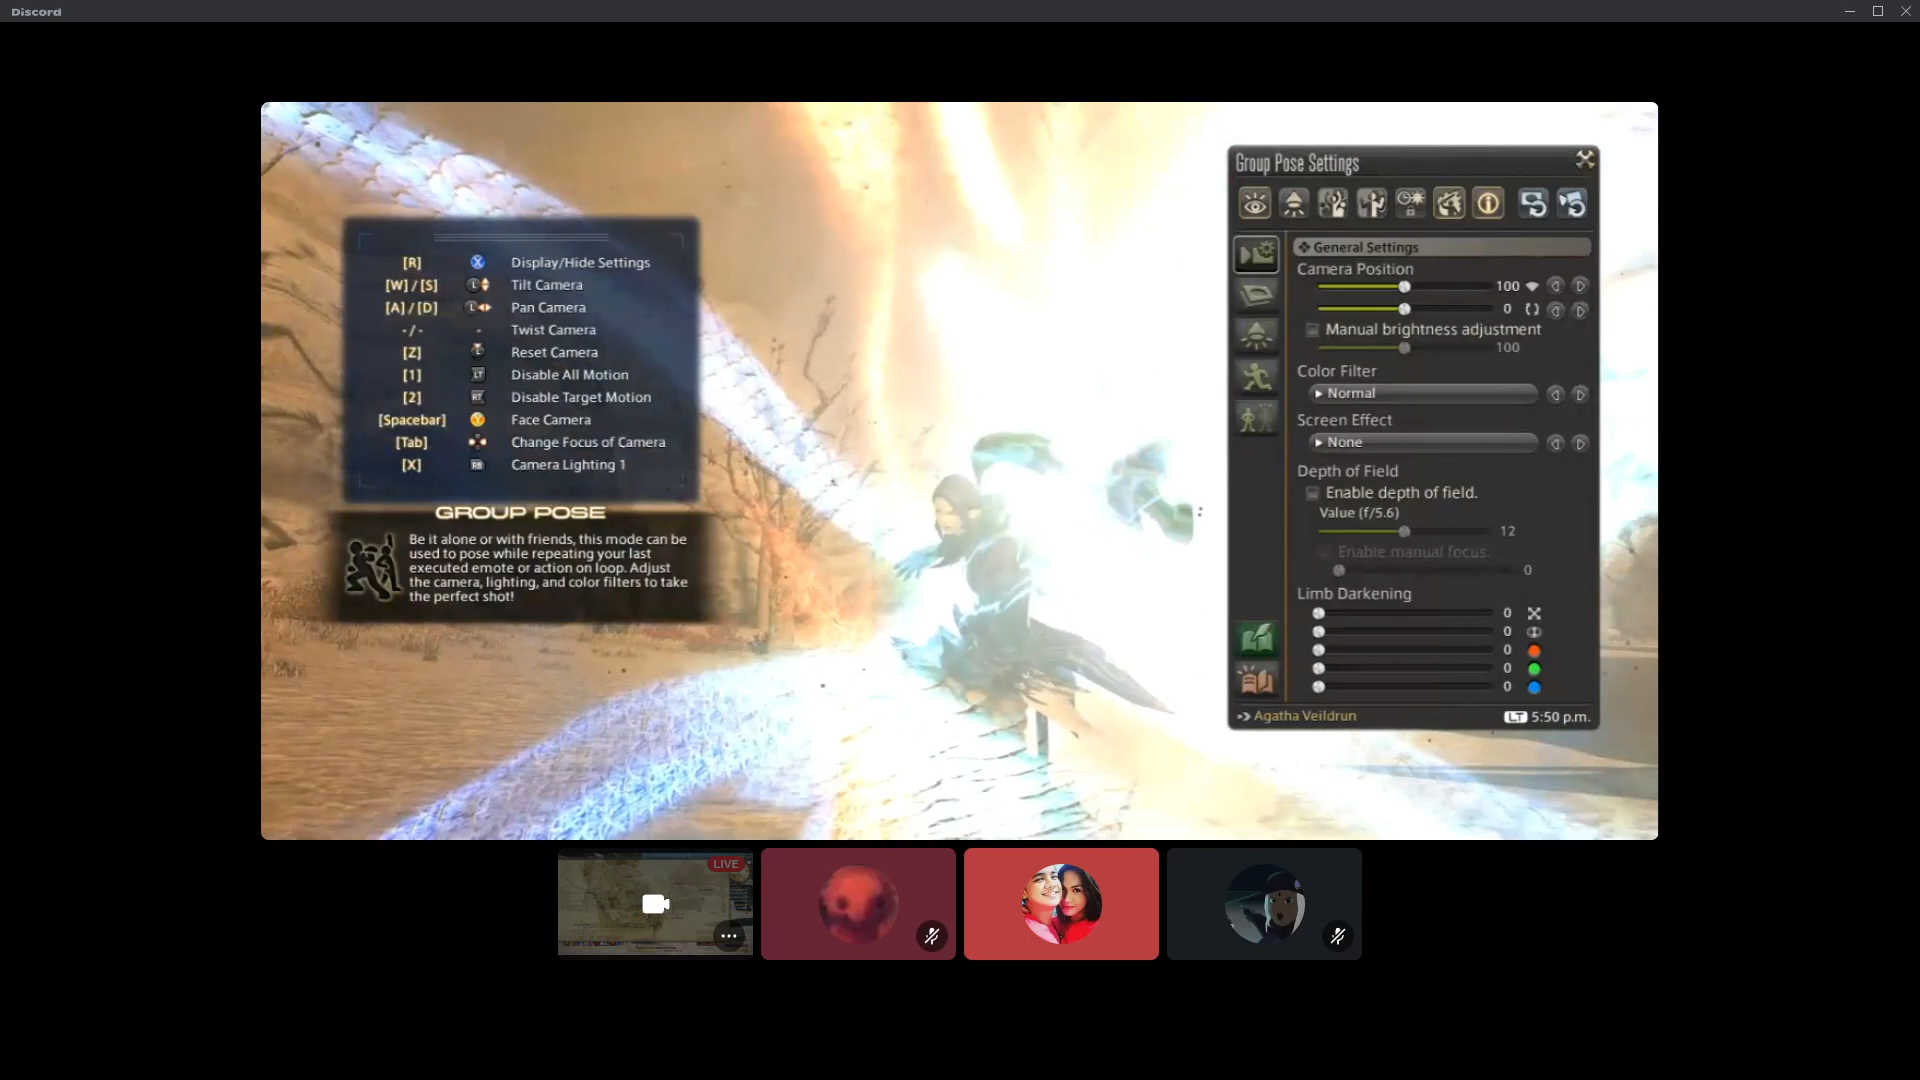 Discord
[R] X Display/Hide Settings
[W] / [S] L Tilt Camera
[A] / [D] L Pan Camera
- / - - Twist Camera
[Z] L Reset Camera
[1] LT Disable All Motion
[2] RT Disable Target Motion
[Spacebar] Y Face Camera
[Tab] Change Focus of Camera
[X] RB Camera Lighting 1
GROUP POSE
Be it alone or with friends, this mode can be
used to pose while repeating your last
executed emote or action on loop. Adjust
the camera, lighting, and color filters to take
the perfect shot!
Group Pose Settings
General Settings
Camera Position
100
0
Manual brightness adjustment
100
Color Filter
Normal
Screen Effect
None
Depth of Field
Enable depth of field.
Value (f/5.6)
12
Enable manual focus.
0
Limb Darkening
0
0
0
0
0
Agatha Veildrun
LT 5:50 p.m.
LIVE